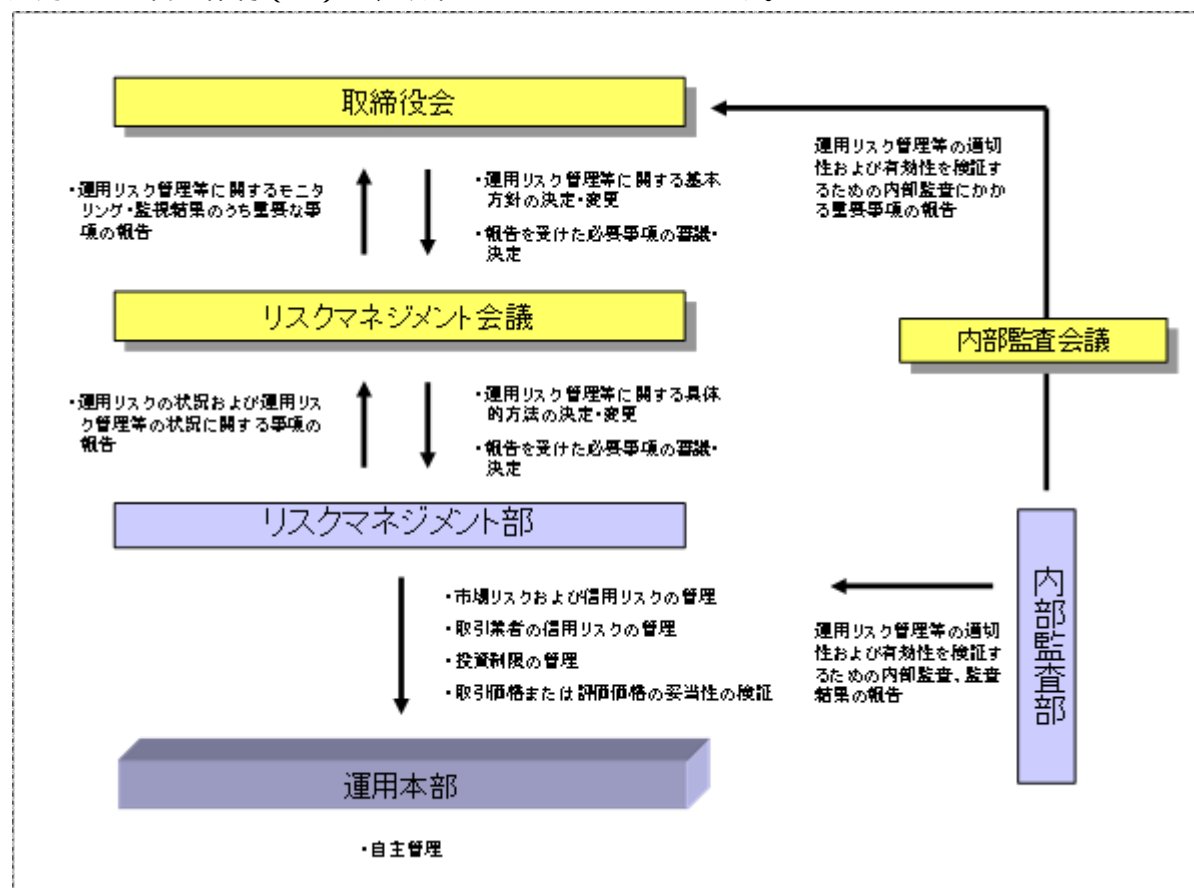 取締役会
・運用リスク管理等に関するモニタ
リング・監視結果のうち重要な事
項の報告
・運用リスク管理等に関する基本
方針の決定・変更
・報告を受けた必要事項の審議・
決定
運用リスク管理等の適切
性および有効性を検証す
るための内部監査にかか
る重要事項の報告
リスクマネジメント会議
内部監査会議
・運用リスクの状況および運用リス
ク管理等の状況に関する事項の
報告
・運用リスク管理等に関する具体
的方法の決定・変更
・報告を受けた必要事項の審議・
決定
リスクマネジメント部
・市場リスクおよび信用リスクの管理
・取引業者の信用リスクの管理
・投資制限の管理
・取引価格または評価価格の妥当性の検証
運用リスク管理等の適切
性および有効性を検証す
るための内部監査、監査
結果の報告
内部監査部
運用本部
・自主管理